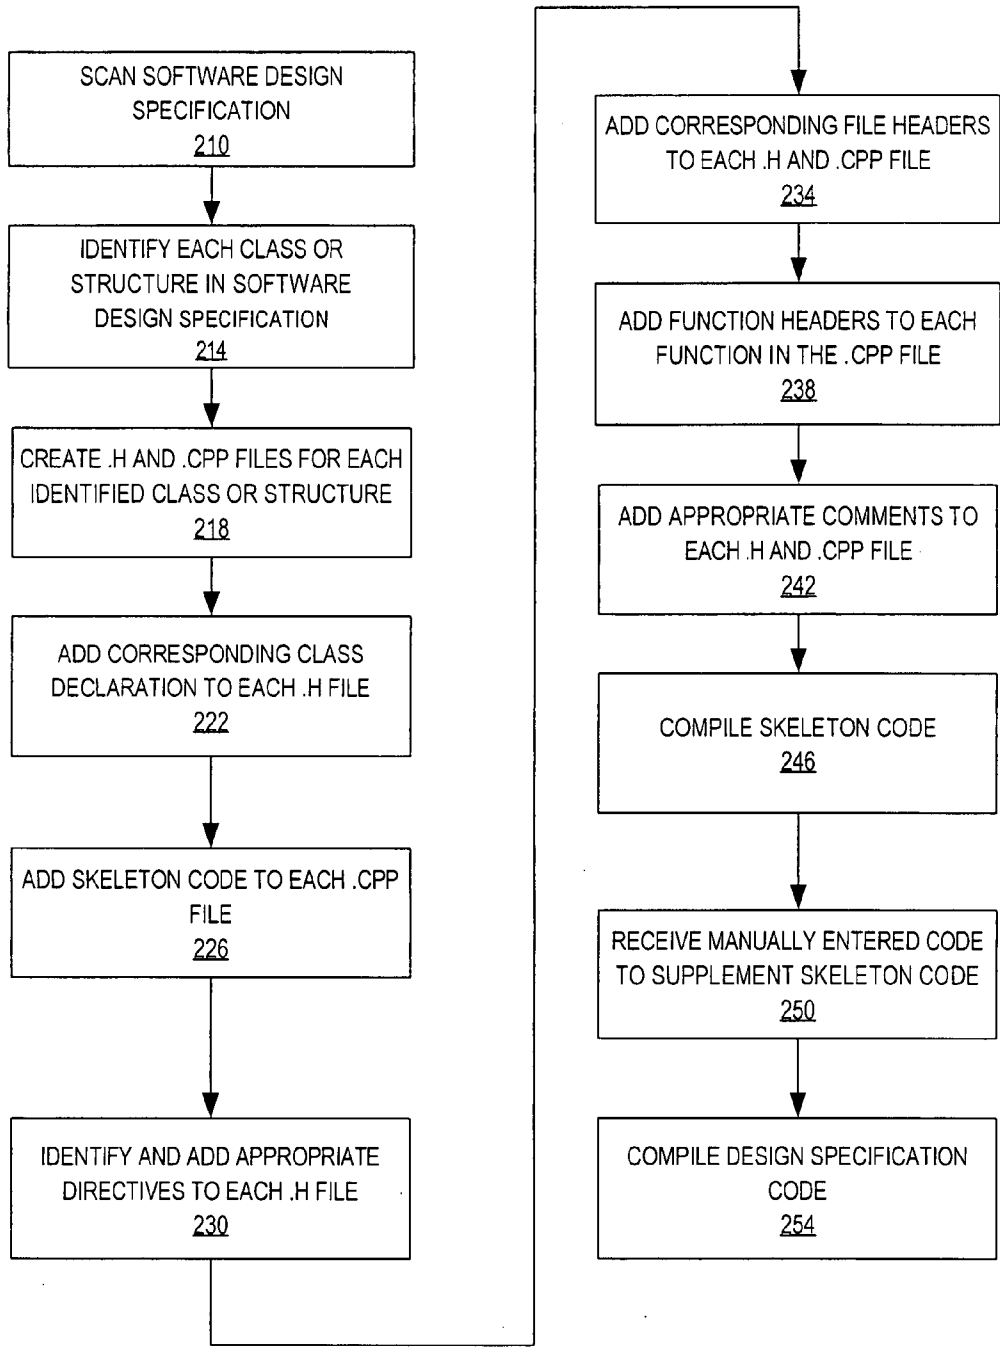 SCAN SOFTWARE DESIGN
SPECIFICATION
210
IDENTIFY EACH CLASS OR
STRUCTURE IN SOFTWARE
DESIGN SPECIFICATION
214
CREATE .H AND .CPP FILES FOR EACH
IDENTIFIED CLASS OR STRUCTURE
218
ADD CORRESPONDING CLASS
DECLARATION TO EACH .H FILE
222
ADD SKELETON CODE TO EACH .CPP
FILE
226
IDENTIFY AND ADD APPROPRIATE
DIRECTIVES TO EACH .H FILE
230
ADD CORRESPONDING FILE HEADERS
TO EACH .H AND .CPP FILE
234
ADD FUNCTION HEADERS TO EACH
FUNCTION IN THE .CPP FILE
238
ADD APPROPRIATE COMMENTS TO
EACH .H AND .CPP FILE
242
COMPILE SKELETON CODE
246
RECEIVE MANUALLY ENTERED CODE
TO SUPPLEMENT SKELETON CODE
250
COMPILE DESIGN SPECIFICATION
CODE
254